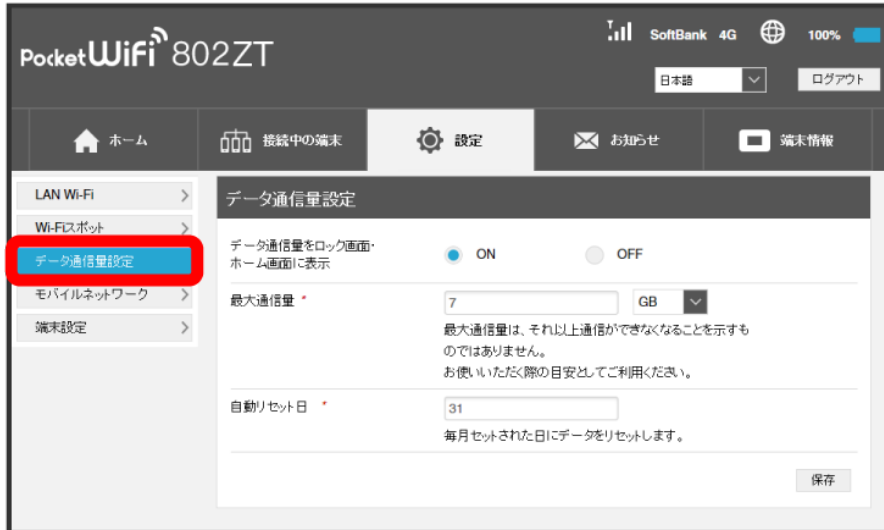 Pocket WiFi 802ZT
SoftBank 4G 100%
日本語 ログアウト
ホーム 接続中の端末 設定 お知らせ 端末情報
LAN Wi-Fi
Wi-Fiスポット
データ通信量設定
モバイルネットワーク
端末設定
データ通信量設定
データ通信量をロック画面・
ホーム画面に表示
ON OFF
最大通信量 *
7 GB
最大通信量は、それ以上通信ができなくなることを示すも
のではありません。
お使いいただく際の目安としてご利用ください。
自動リセット日 *
31
毎月セットされた日にデータをリセットします。
保存